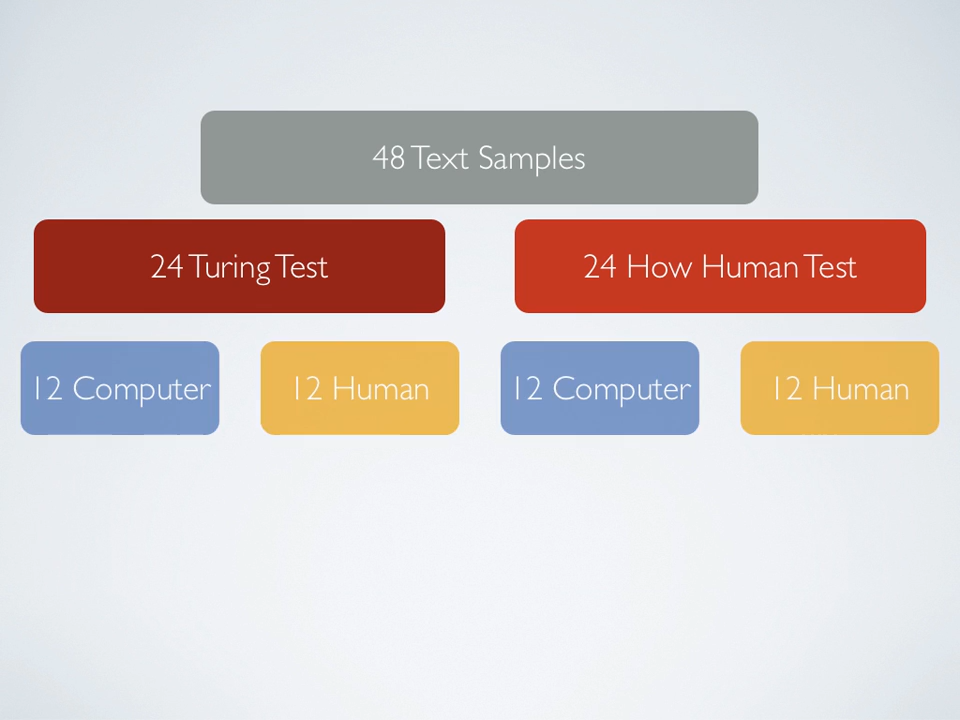 48 Text Samples
24 Turing Test
24 How Human Test
12 Computer
12 Human
12 Computer
12 Human